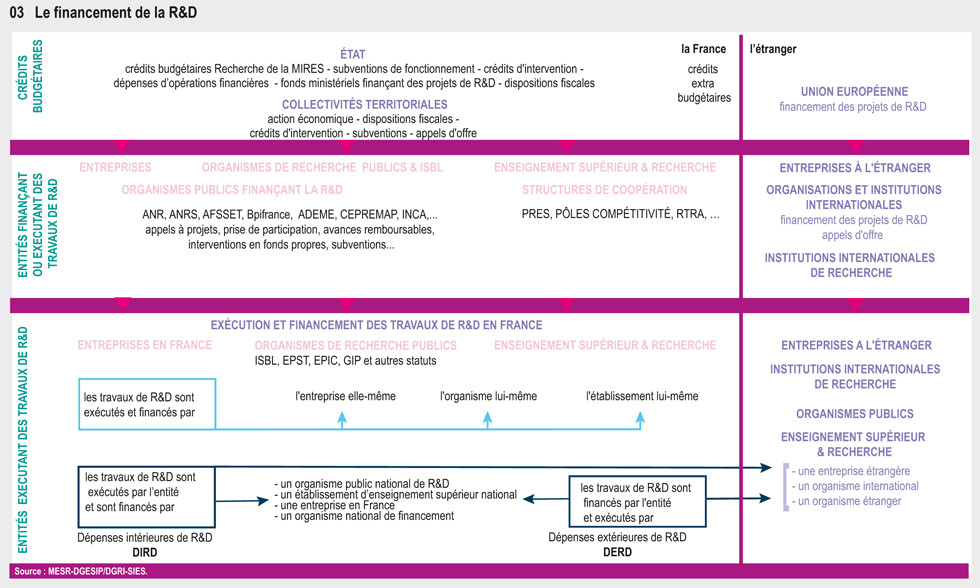 03 Le financement de la R&D
CRÉDITS
BUDGÉTAIRES
ÉTAT
crédits budgétaires Recherche de la MIRES - subventions de fonctionnement - crédits d'intervention -
dépenses d'opérations financières - fonds ministériels finançant des projets de R&D - dispositions fiscales
COLLECTIVITÉS TERRITORIALES
action économique - dispositions fiscales -
crédits d'intervention - subventions - appels d'offre
la France
crédits
extra
budgétaires
l'étranger
UNION EUROPÉENNE
financement des projets de R&D
ENTITÉS FINANÇANT
OU EXECUTANT DES
TRAVAUX DE R&D
ENTREPRISES
ORGANISMES DE RECHERCHE PUBLICS & ISBL
ENSEIGNEMENT SUPÉRIEUR & RECHERCHE
ORGANISMES PUBLICS FINANÇANT LA R&D
STRUCTURES DE COOPÉRATION
ANR, ANRS, AFSSET, Bpifrance, ADEME, CEPREMAP, INCA,...
appels à projets, prise de participation, avances remboursables,
interventions en fonds propres, subventions...
PRES, PÔLES COMPÉTITIVITÉ, RTRA, ...
ENTREPRISES À L'ÉTRANGER
ORGANISATIONS ET INSTITUTIONS
INTERNATIONALES
financement des projets de R&D
appels d'offre
INSTITUTIONS INTERNATIONALES
DE RECHERCHE
ENTITÉS EXECUTANT DES TRAVAUX DE R&D
EXÉCUTION ET FINANCEMENT DES TRAVAUX DE R&D EN FRANCE
ENTREPRISES EN FRANCE
ORGANISMES DE RECHERCHE PUBLICS
ISBL, EPST, EPIC, GIP et autres statuts
ENSEIGNEMENT SUPÉRIEUR & RECHERCHE
les travaux de R&D sont
exécutés et financés par
l'entreprise elle-même
l'organisme lui-même
l'établissement lui-même
les travaux de R&D sont
exécutés par l'entité
et sont financés par
Dépenses intérieures de R&D
DIRD
- un organisme public national de R&D
- un établissement d'enseignement supérieur national
- une entreprise en France
- un organisme national de financement
les travaux de R&D sont
financés par l'entité
et exécutés par
Dépenses extérieures de R&D
DERD
ENTREPRISES A L'ÉTRANGER
INSTITUTIONS INTERNATIONALES
DE RECHERCHE
ORGANISMES PUBLICS
ENSEIGNEMENT SUPÉRIEUR
& RECHERCHE
- une entreprise étrangère
- un organisme international
- un organisme étranger
Source : MESR-DGESIP/DGRI-SIES.